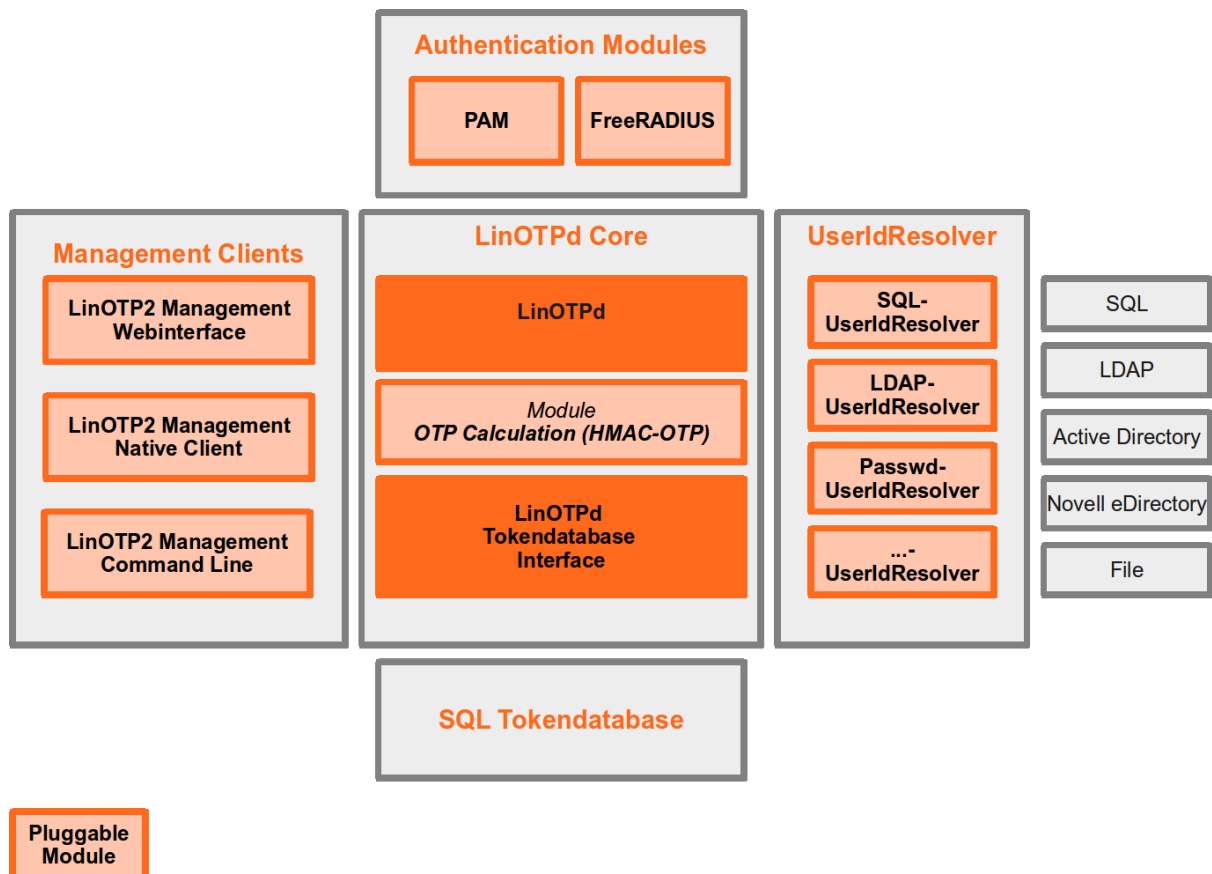 Authentication Modules
PAM
FreeRADIUS
Management Clients
LinOTP2 Management
Webinterface
LinOTP2 Management
Native Client
LinOTP2 Management
Command Line
LinOTPd Core
LinOTPd
Module
OTP Calculation (HMAC-OTP)
LinOTPd
Tokendatabase
Interface
UserIdResolver
SQL-
UserIdResolver
LDAP-
UserIdResolver
Passwd-
UserIdResolver
...-
UserIdResolver
SQL
LDAP
Active Directory
Novell eDirectory
File
SQL Tokendatabase
Pluggable
Module